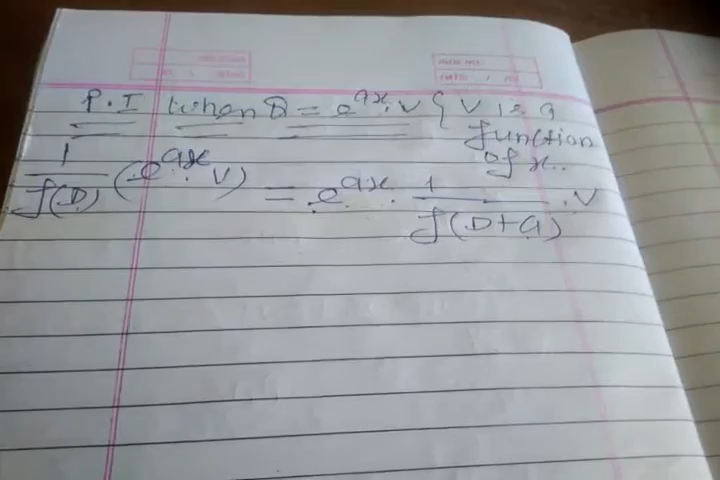 P.I when Q = e^{ax}.V { V is a function of x..
1/f(D) (e^{ax}. V) = e^{ax}. 1/f(D+a) .V